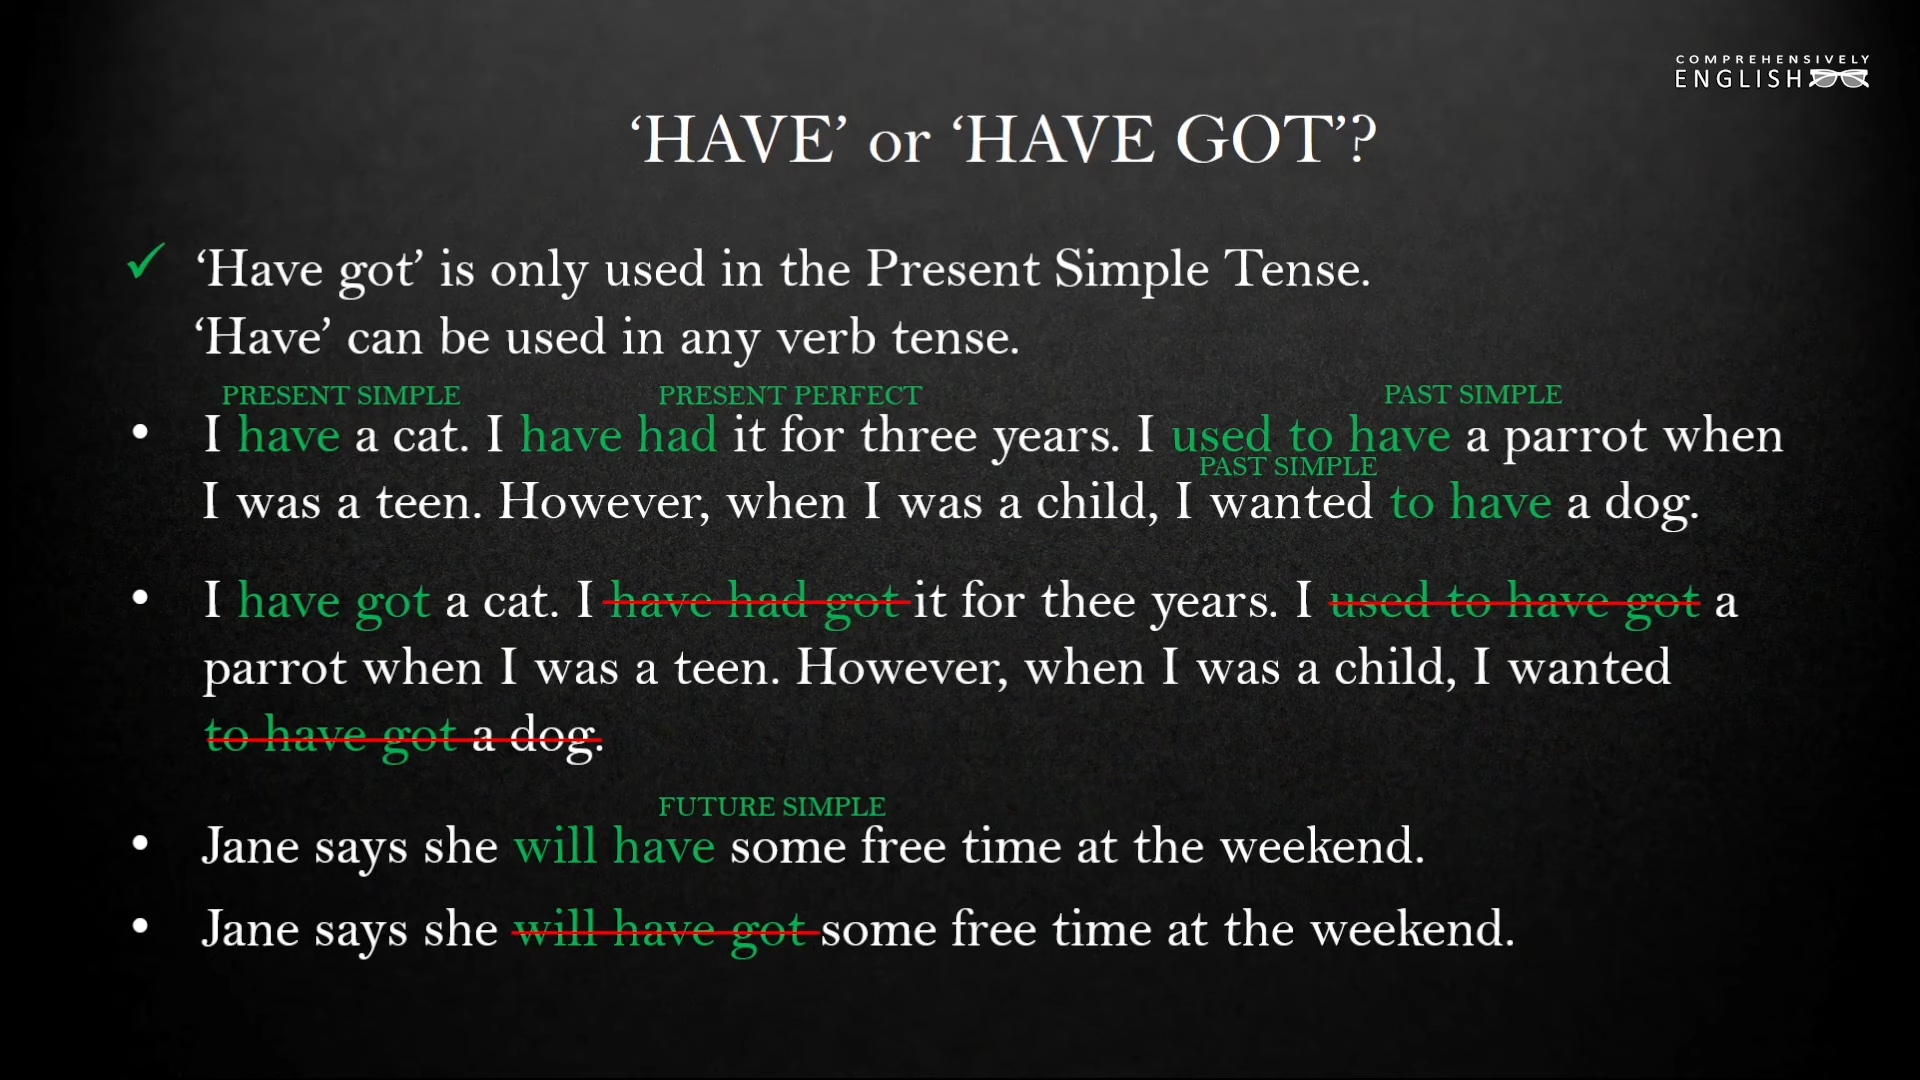 COMPREHENSIVELY
ENGLISH
‘HAVE’ or ‘HAVE GOT’?
‘Have got’ is only used in the Present Simple Tense.
‘Have’ can be used in any verb tense.
PRESENT SIMPLE PRESENT PERFECT PAST SIMPLE
I have a cat. I have had it for three years. I used to have a parrot when
PAST SIMPLE
I was a teen. However, when I was a child, I wanted to have a dog.
I have got a cat. I have had got it for thee years. I used to have got a
parrot when I was a teen. However, when I was a child, I wanted
to have got a dog.
FUTURE SIMPLE
Jane says she will have some free time at the weekend.
Jane says she will have got some free time at the weekend.